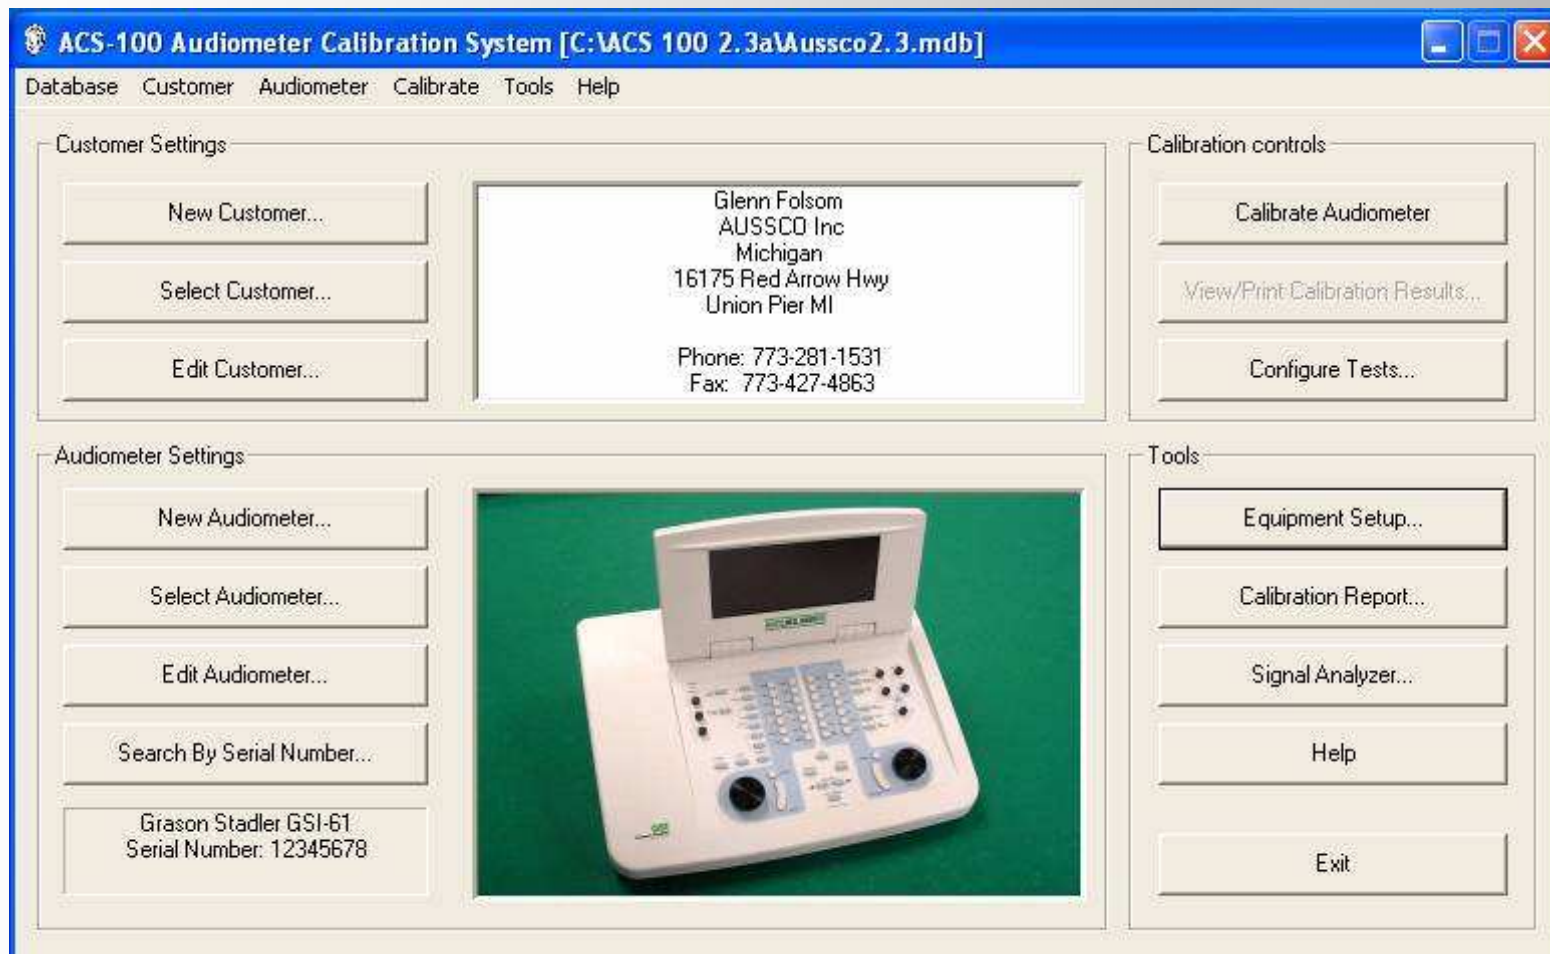 ACS-100 Audiometer Calibration System [C:\ACS 100 2.3a\Aussco2.3.mdb]
Database Customer Audiometer Calibrate Tools Help
Customer Settings
New Customer...
Select Customer...
Edit Customer...
Glenn Folsom
AUSSCO Inc
Michigan
16175 Red Arrow Hwy
Union Pier MI
Phone: 773-281-1531
Fax: 773-427-4863
Calibration controls
Calibrate Audiometer
View/Print Calibration Results...
Configure Tests...
Audiometer Settings
New Audiometer...
Select Audiometer...
Edit Audiometer...
Search By Serial Number...
Grason Stadler GSI-61
Serial Number: 12345678
Tools
Equipment Setup...
Calibration Report...
Signal Analyzer...
Help
Exit